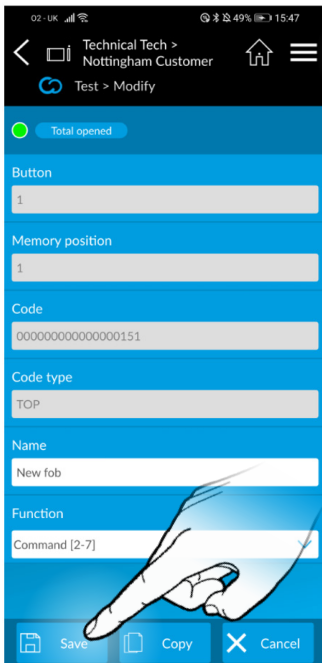 O2-UK 49% 15:47
Technical Tech >
Nottingham Customer
Test > Modify
Total opened
Button
1
Memory position
1
Code
000000000000000151
Code type
TOP
Name
New fob
Function
Command [2-7]
Save Copy Cancel